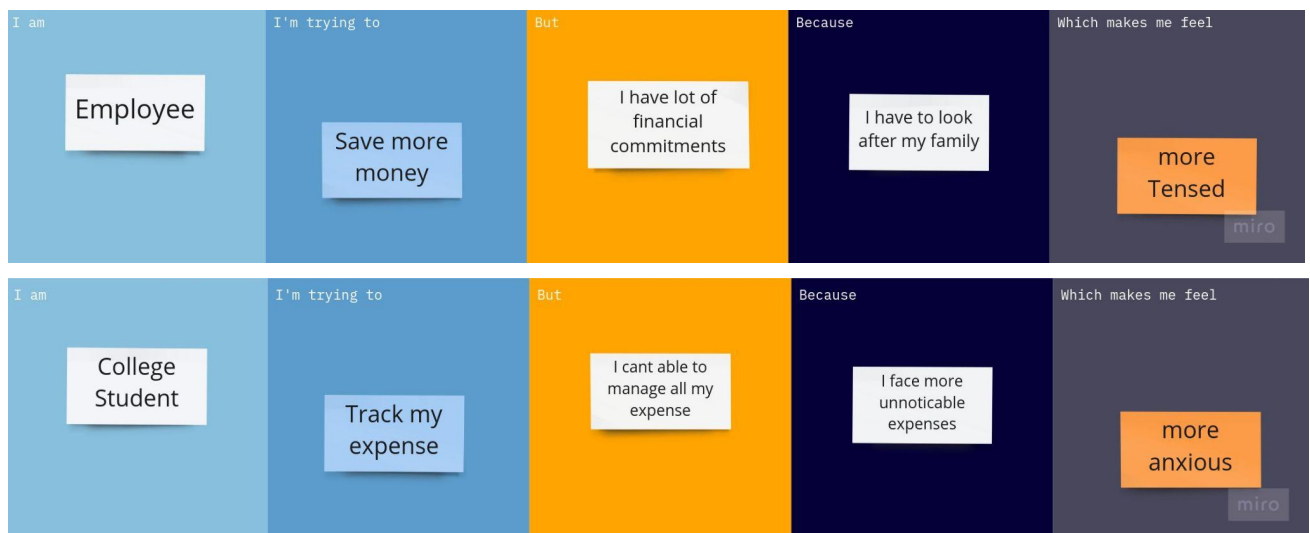 I am
Employee
I'm trying to
Save more
money
But
I have lot of
financial
commitments
Because
I have to look
after my family
Which makes me feel
more
Tensed
miro
I am
College
Student
I'm trying to
Track my
expense
But
I cant able to
manage all my
expense
Because
I face more
unnoticable
expenses
Which makes me feel
more
anxious
miro